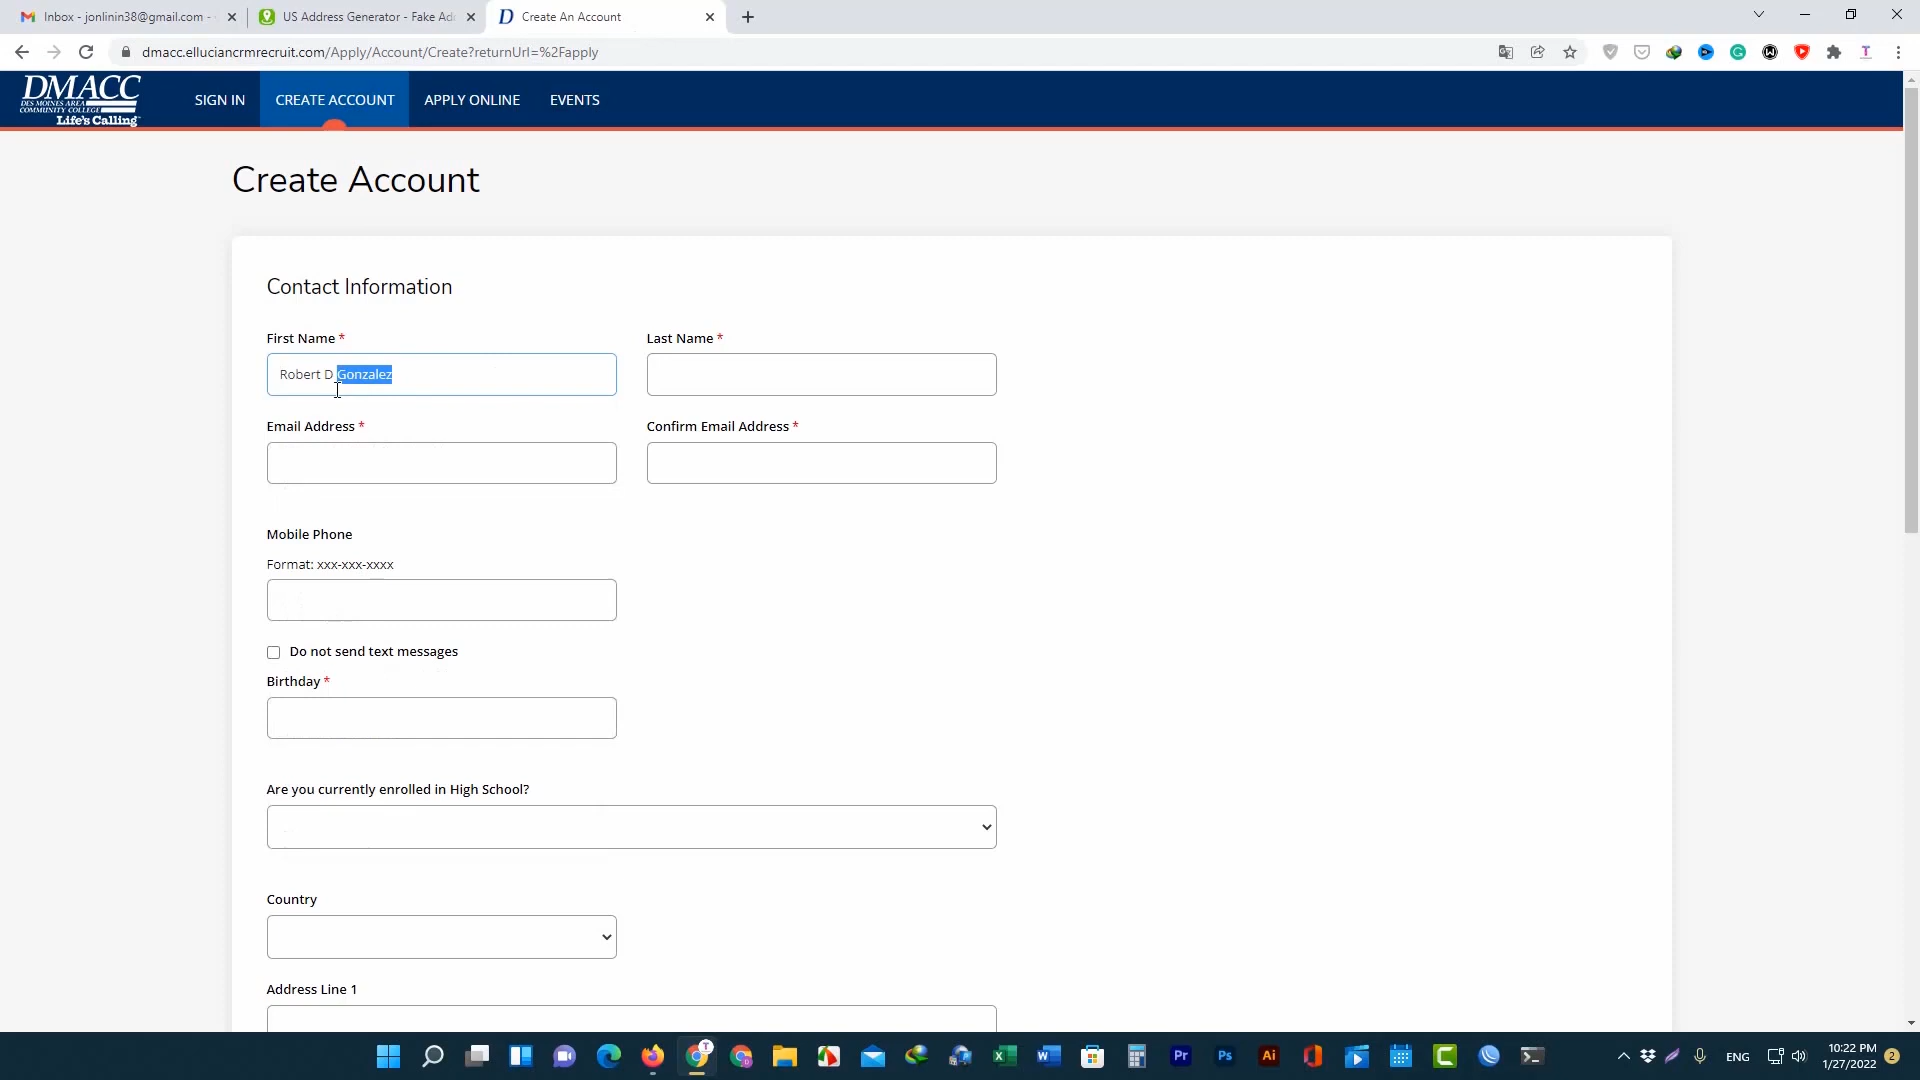 Inbox - jonlinin38@gmail.com -
US Address Generator - Fake Ad
Create An Account
dmacc.elluciancrmrecruit.com/Apply/Account/Create?returnUrl=%2Fapply
DMACC
DES MOINES AREA
COMMUNITY COLLEGE
Life's Calling
SIGN IN
CREATE ACCOUNT
APPLY ONLINE
EVENTS
Create Account
Contact Information
First Name *
Last Name *
Robert D Gonzalez
Email Address *
Confirm Email Address *
Mobile Phone
Format: xxx-xxx-xxxx
Do not send text messages
Birthday *
Are you currently enrolled in High School?
Country
Address Line 1
ENG
10:22 PM
1/27/2022
2